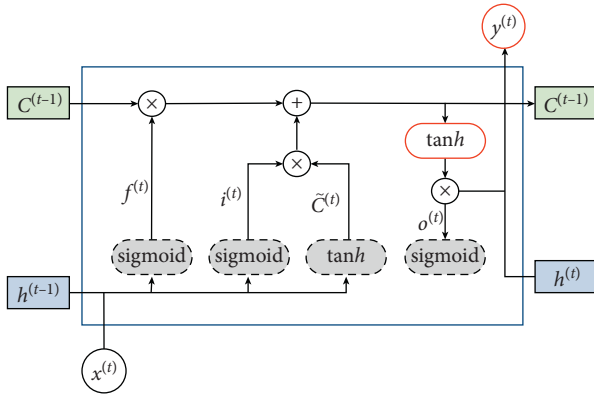 y^(t)
C^(t–1)
×
+
C^(t–1)
tanh
×
×
f^(t)
i^(t)
C̃^(t)
o^(t)
sigmoid
sigmoid
tanh
sigmoid
h^(t–1)
h^(t)
x^(t)